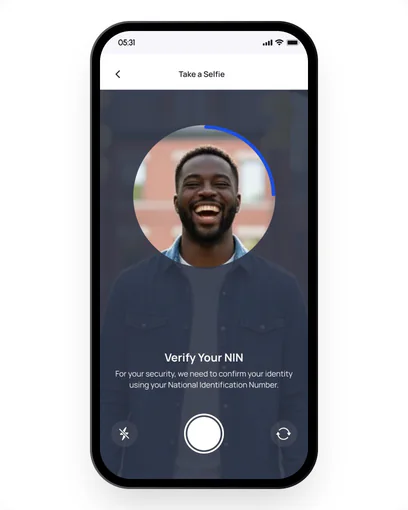 05:31
Take a Selfie
Verify Your NIN
For your security, we need to confirm your identity
using your National Identification Number.